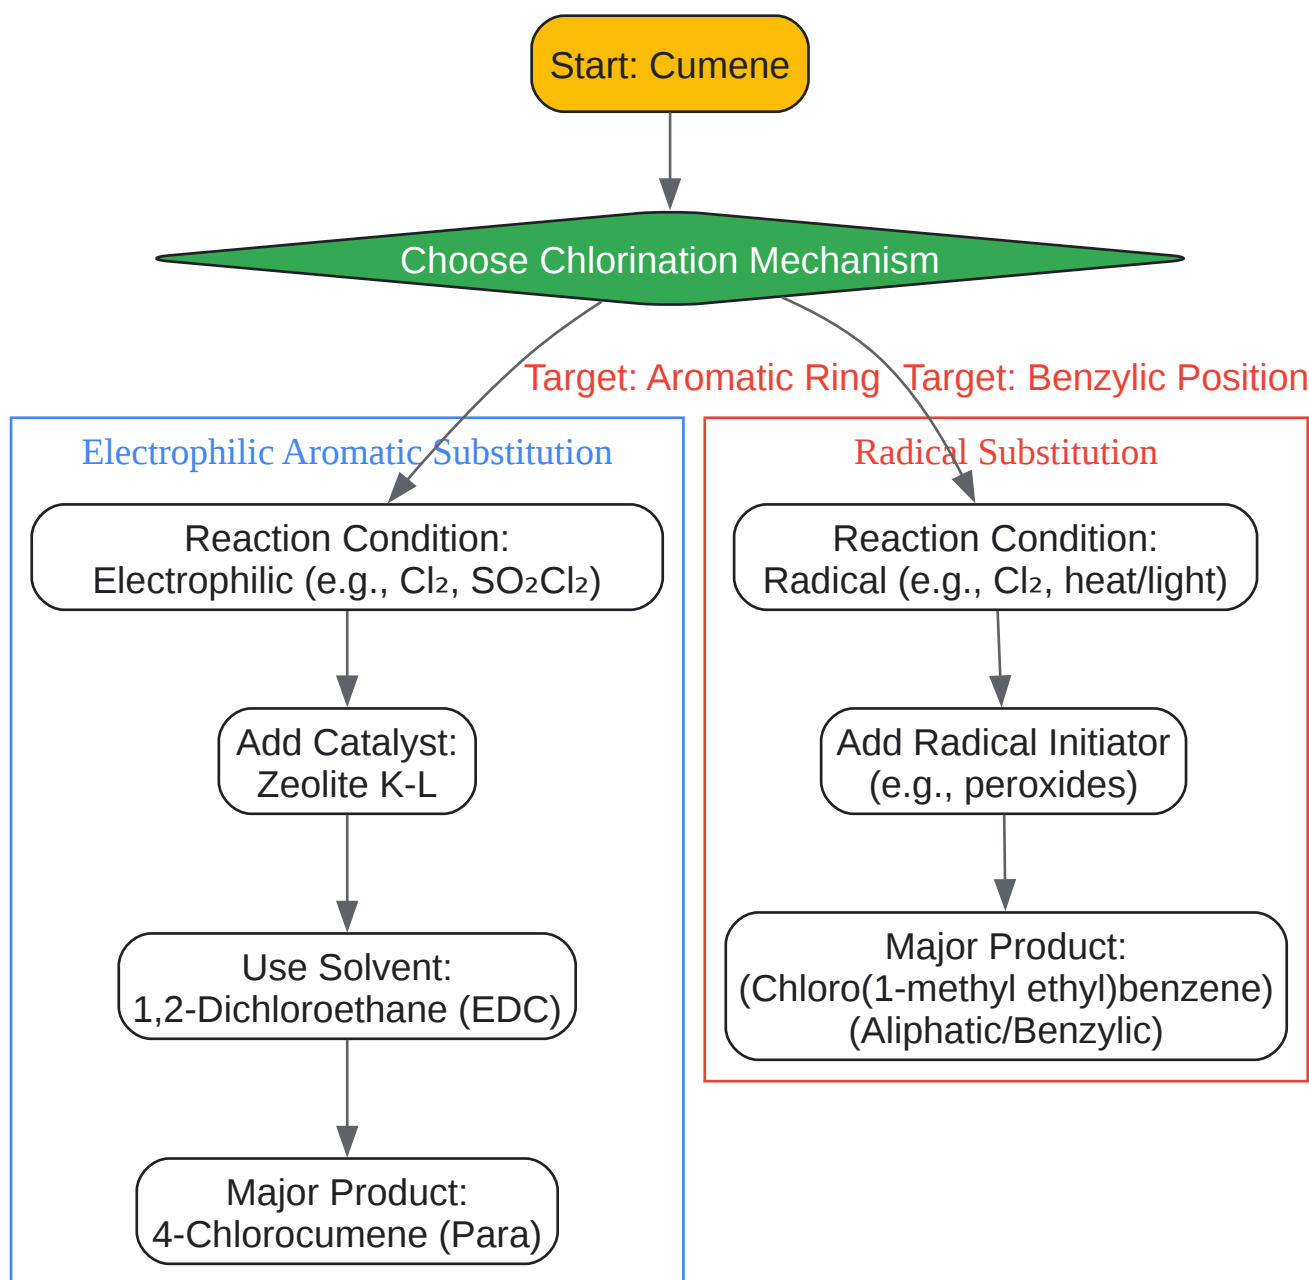 Start: Cumene
Choose Chlorination Mechanism
Target: Aromatic Ring
Target: Benzylic Position
Electrophilic Aromatic Substitution
Reaction Condition:
Electrophilic (e.g., Cl₂, SO₂Cl₂)
Add Catalyst:
Zeolite K-L
Use Solvent:
1,2-Dichloroethane (EDC)
Major Product:
4-Chlorocumene (Para)
Radical Substitution
Reaction Condition:
Radical (e.g., Cl₂, heat/light)
Add Radical Initiator
(e.g., peroxides)
Major Product:
(Chloro(1-methyl ethyl)benzene)
(Aliphatic/Benzylic)